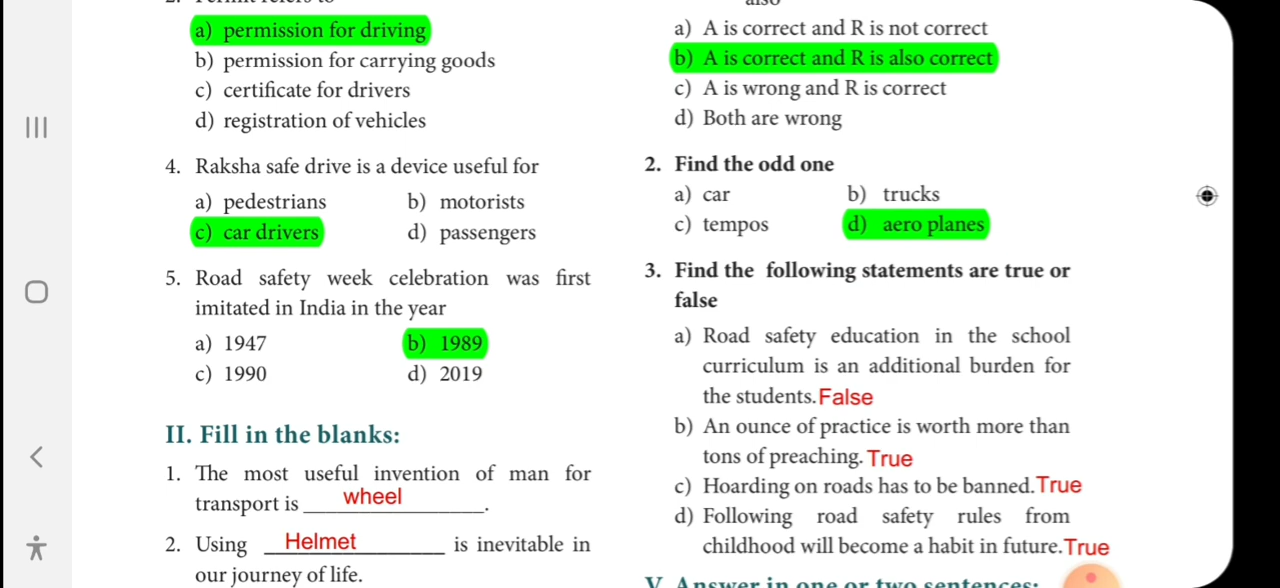 a) permission for driving
b) permission for carrying goods
c) certificate for drivers
d) registration of vehicles
4. Raksha safe drive is a device useful for
a) pedestrians b) motorists
c) car drivers d) passengers
5. Road safety week celebration was first
imitated in India in the year
a) 1947 b) 1989
c) 1990 d) 2019
II. Fill in the blanks:
1. The most useful invention of man for
transport is wheel .
2. Using Helmet is inevitable in
our journey of life.
a) A is correct and R is not correct
b) A is correct and R is also correct
c) A is wrong and R is correct
d) Both are wrong
2. Find the odd one
a) car b) trucks
c) tempos d) aero planes
3. Find the following statements are true or
false
a) Road safety education in the school
curriculum is an additional burden for
the students. False
b) An ounce of practice is worth more than
tons of preaching. True
c) Hoarding on roads has to be banned. True
d) Following road safety rules from
childhood will become a habit in future. True
V. Answer in one or two sentences: